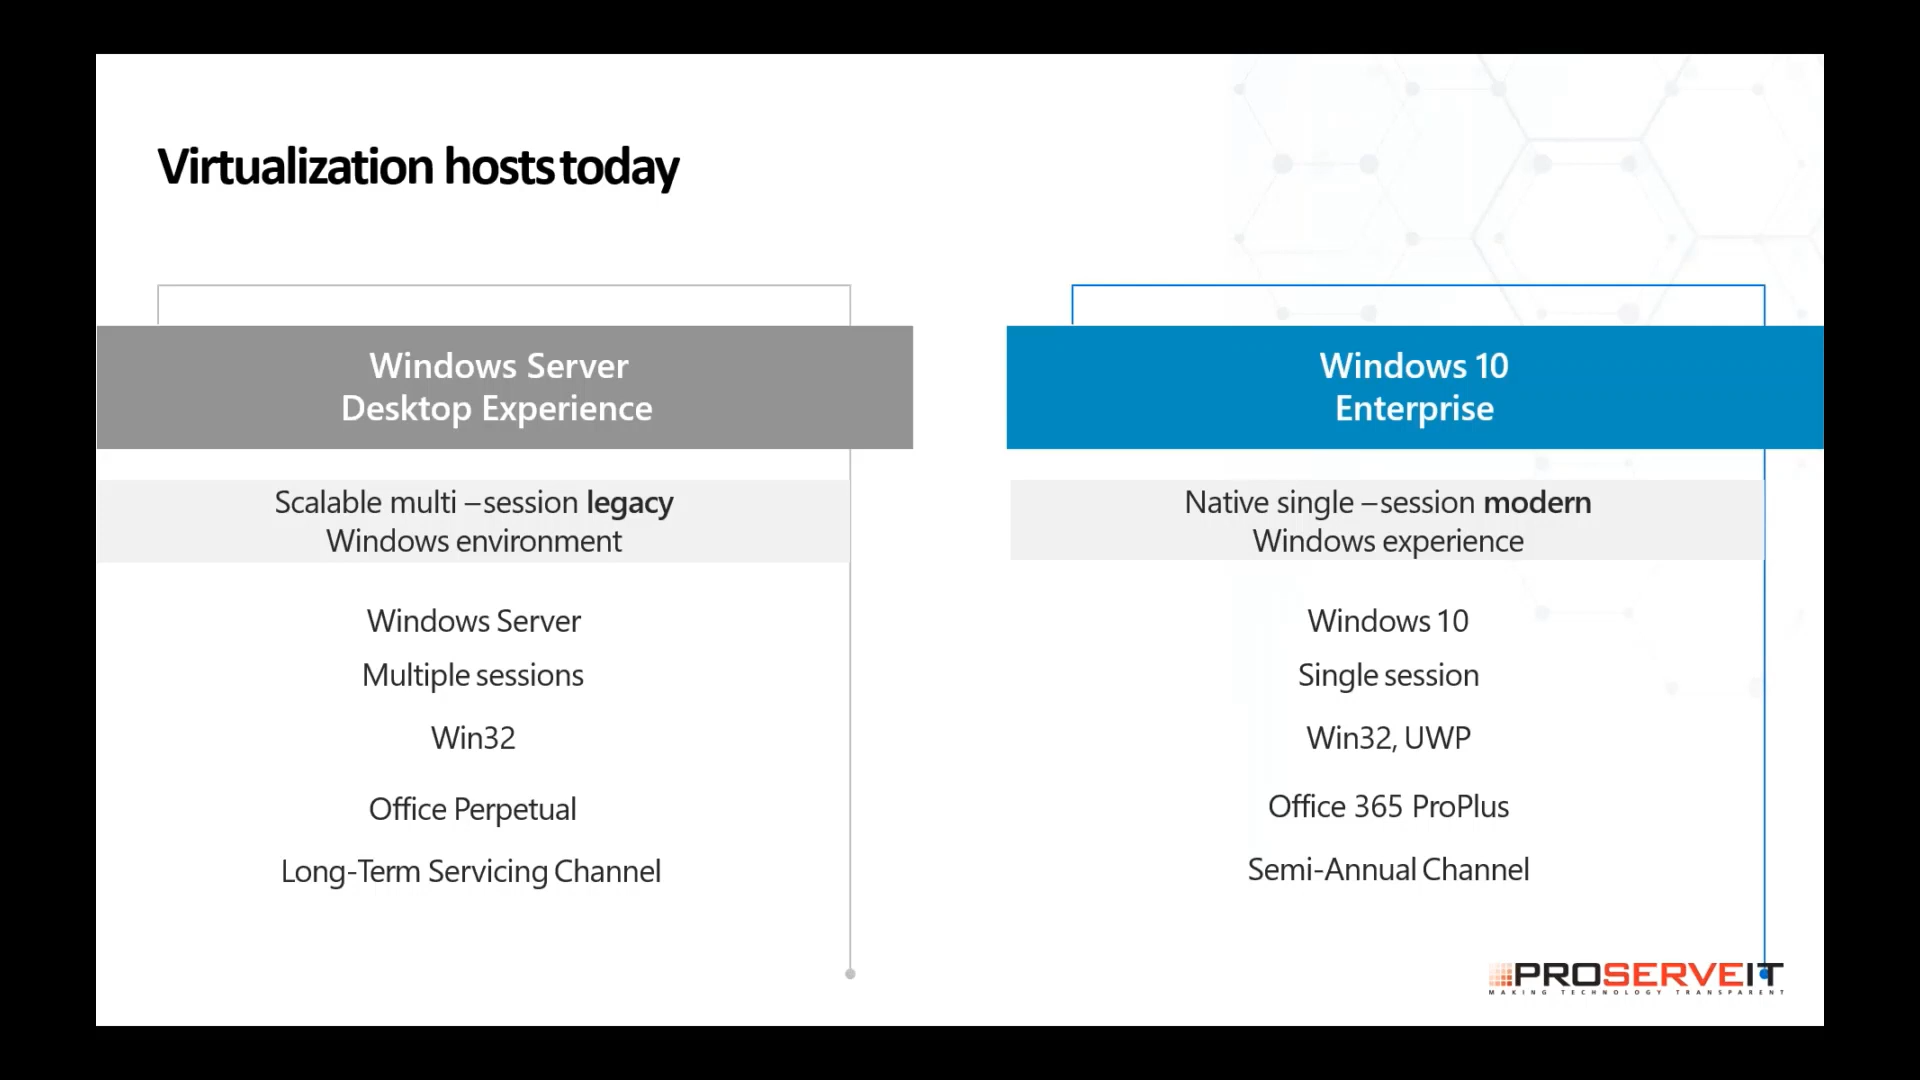 Virtualization hosts today
Windows Server
Desktop Experience
Scalable multi –session legacy
Windows environment
Windows Server
Multiple sessions
Win32
Office Perpetual
Long-Term Servicing Channel
Windows 10
Enterprise
Native single –session modern
Windows experience
Windows 10
Single session
Win32, UWP
Office 365 ProPlus
Semi-Annual Channel
PROSERVEIT
MAKING TECHNOLOGY TRANSPARENT